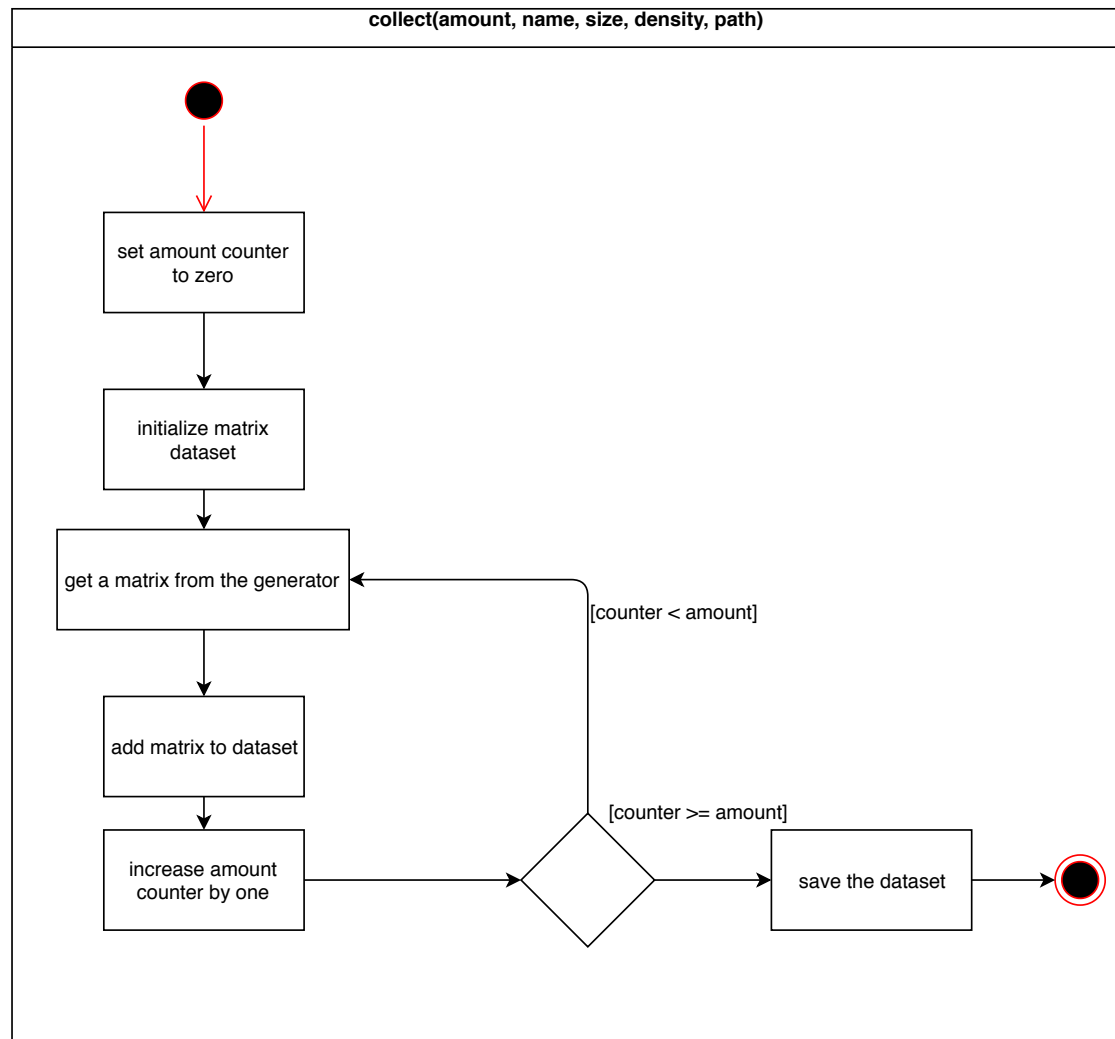 collect(amount, name, size, density, path)
set amount counter
to zero
initialize matrix
dataset
get a matrix from the generator
[counter < amount]
add matrix to dataset
[counter >= amount]
increase amount
counter by one
save the dataset